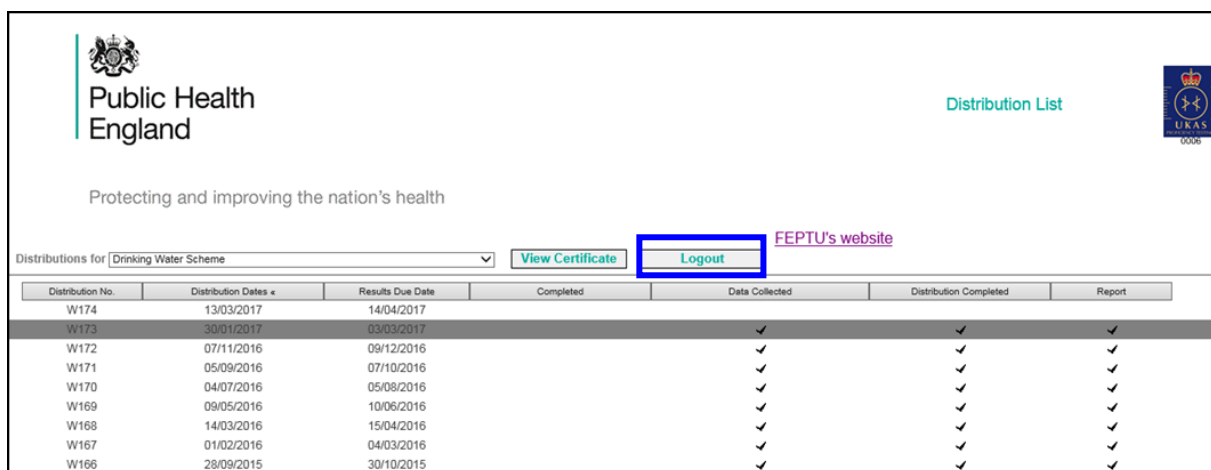 Public Health
England
Distribution List
UKAS
PROFICIENCY TESTING
0006
Protecting and improving the nation's health
FEPTU's website
Distributions for Drinking Water Scheme View Certificate Logout
Distribution No. Distribution Dates « Results Due Date Completed Data Collected Distribution Completed Report
W174 13/03/2017 14/04/2017
W173 30/01/2017 03/03/2017 ✓ ✓ ✓
W172 07/11/2016 09/12/2016 ✓ ✓ ✓
W171 05/09/2016 07/10/2016 ✓ ✓ ✓
W170 04/07/2016 05/08/2016 ✓ ✓ ✓
W169 09/05/2016 10/06/2016 ✓ ✓ ✓
W168 14/03/2016 15/04/2016 ✓ ✓ ✓
W167 01/02/2016 04/03/2016 ✓ ✓ ✓
W166 28/09/2015 30/10/2015 ✓ ✓ ✓